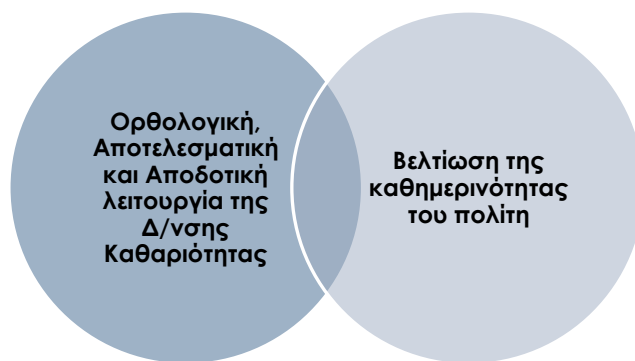 Ορθολογική,
Αποτελεσματική
και Αποδοτική
λειτουργία της
Δ/νσης
Καθαριότητας
Βελτίωση της
καθημερινότητας
του πολίτη